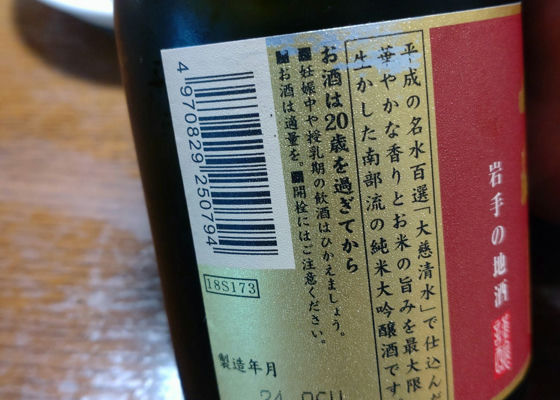 岩手の地酒
平成の名水百選「大慈清水」で仕込んだ
華やかな香りとお米の旨みを最大限
生かした南部流の純米大吟醸酒です
お酒は20歳を過ぎてから
■妊娠中や授乳期の飲酒はひかえましょう。
■お酒は適量を。■開栓にはご注意ください。
4 970829 250794
18S173
製造年月